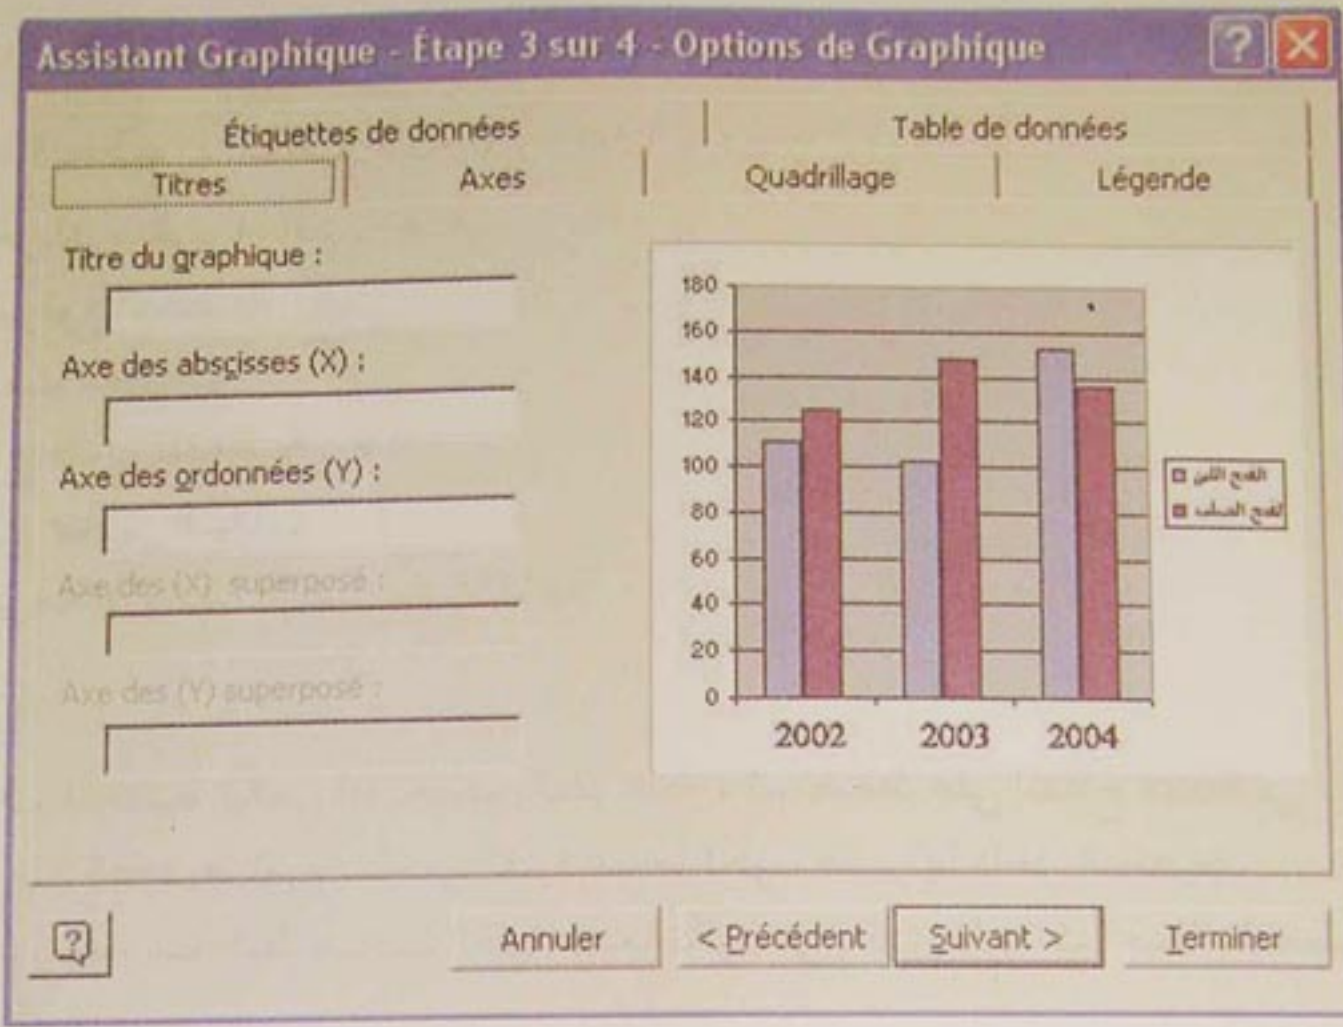 Assistant Graphique - Étape 3 sur 4 - Options de Graphique
Étiquettes de données
Table de données
Titres
Axes
Quadrillage
Légende
Titre du graphique :
Axe des abscisses (X) :
Axe des ordonnées (Y) :
Axe des (X) superposé :
Axe des (Y) superposé :
180
160
140
120
100
80
60
40
20
0
2002
2003
2004
القمح اللين
القمح الصلب
Annuler
< Précédent
Suivant >
Terminer